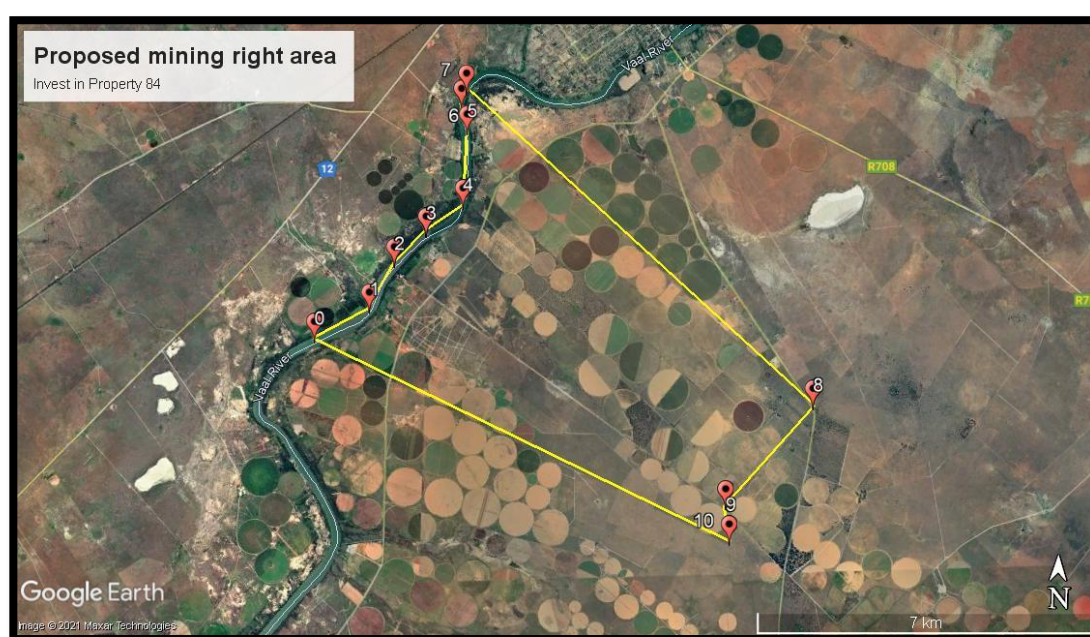 Proposed mining right area
Invest in Property 84
Vaal River
7
6
5
12
R708
4
3
2
1
0
R70
Vaal River
8
9
10
Google Earth
Image © 2021 Maxar Technologies
7 km
N